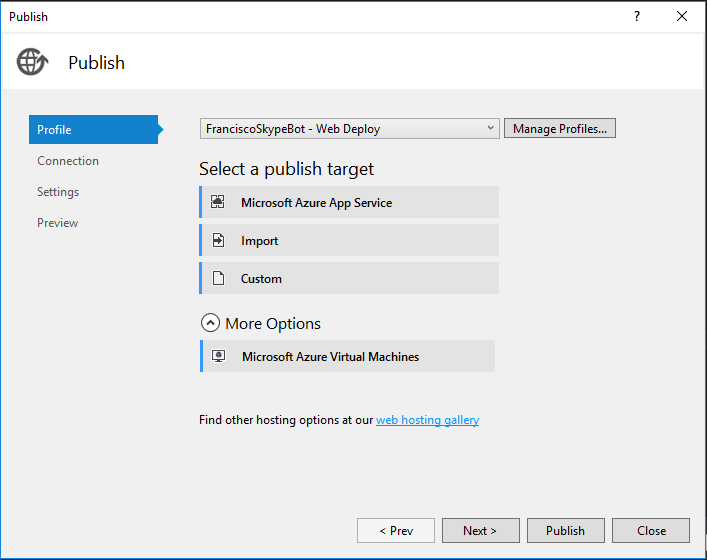 Publish
?
Publish
Profile
FranciscoSkypeBot - Web Deploy
Manage Profiles...
Connection
Settings
Preview
Select a publish target
Microsoft Azure App Service
Import
Custom
More Options
Microsoft Azure Virtual Machines
Find other hosting options at our web hosting gallery
< Prev
Next >
Publish
Close